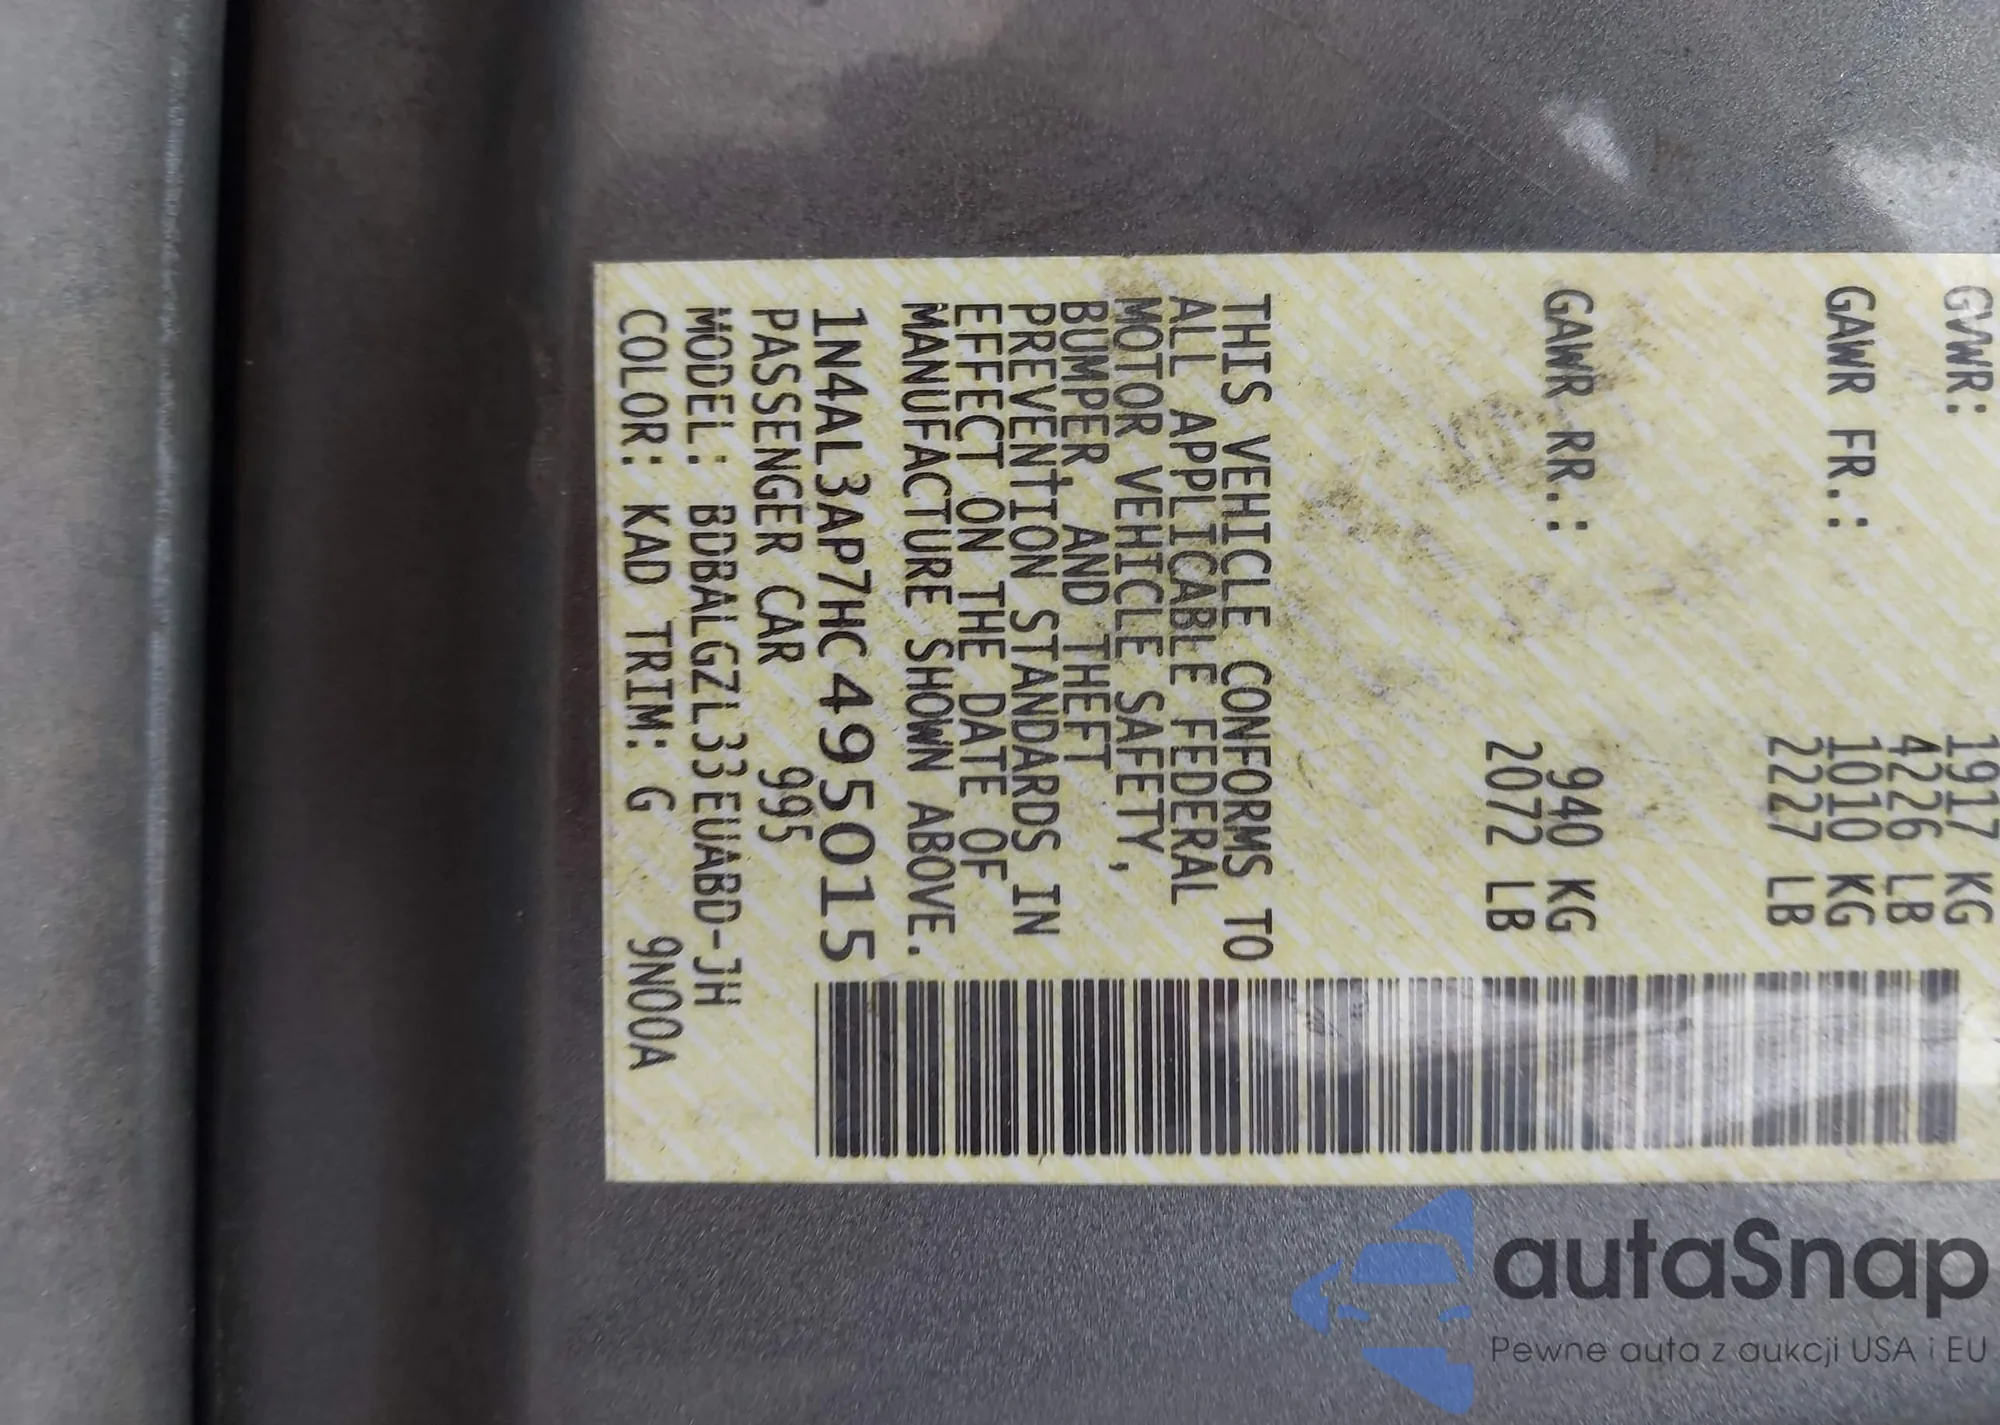 GVWR: 1917 KG
4226 LB
GAWR FR.: 1010 KG
2227 LB
GAWR RR.: 940 KG
2072 LB
THIS VEHICLE CONFORMS TO
ALL APPLICABLE FEDERAL
MOTOR VEHICLE SAFETY,
BUMPER AND THEFT
PREVENTION STANDARDS IN
EFFECT ON THE DATE OF
MANUFACTURE SHOWN ABOVE.
1N4AL3AP7HC495015
PASSENGER CAR 995
MODEL: BDBALGZL33EUABD-JH
COLOR: KAD TRIM: G 9N00A
autaSnap
Pewne auta z aukcji USA i EU